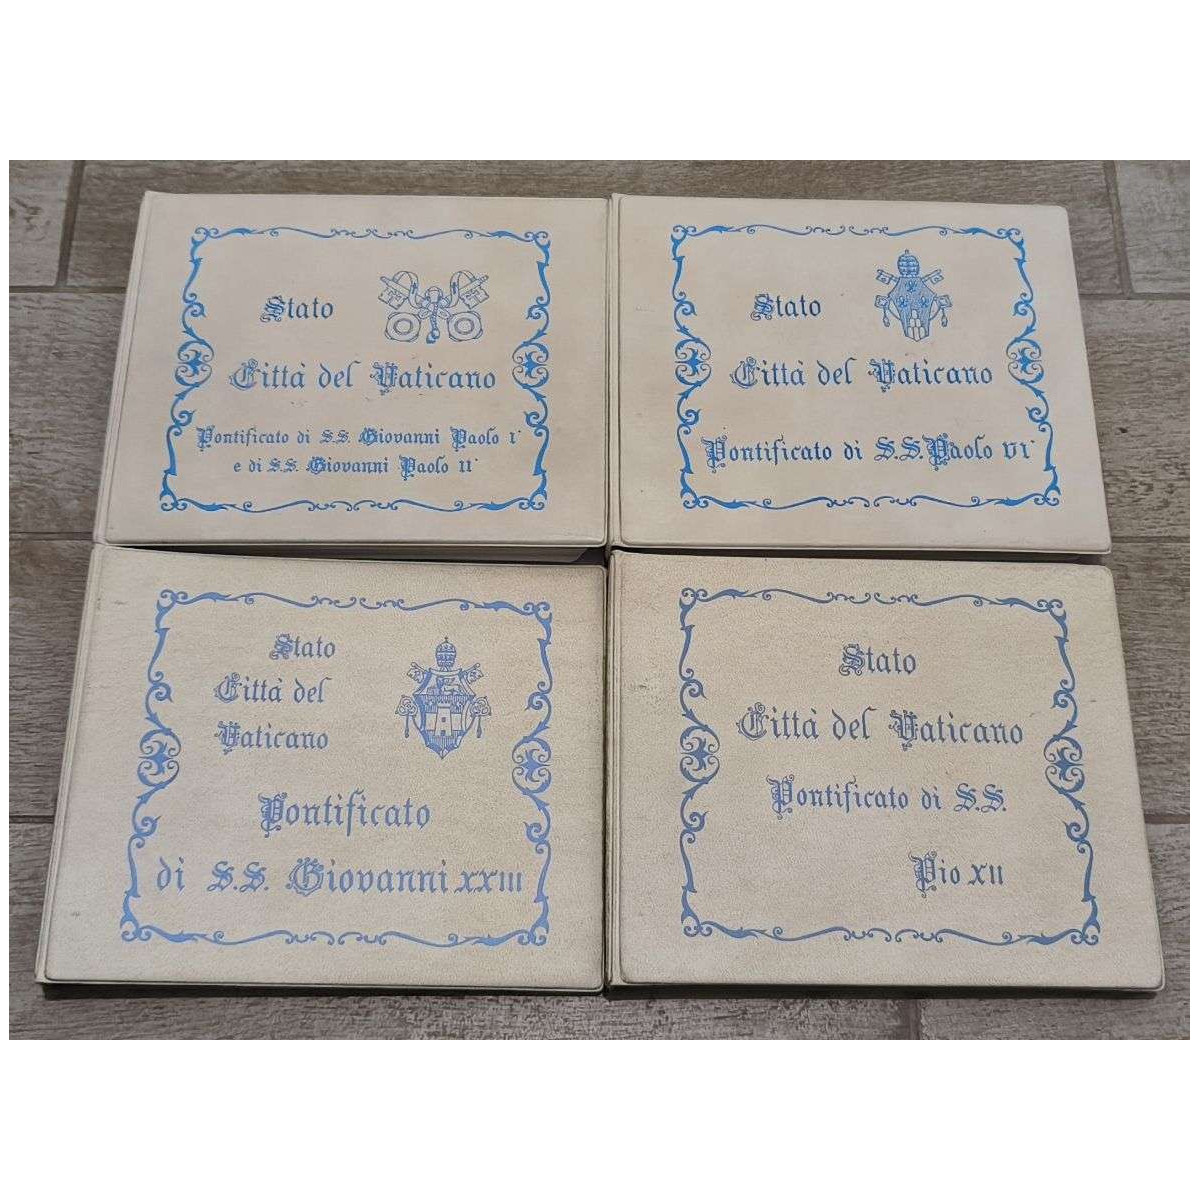 Stato
Città del Vaticano
Pontificato di S.S. Giovanni Paolo I°
e di S.S. Giovanni Paolo II°
Stato
Città del Vaticano
Pontificato di S.S. Paolo VI°
Stato
Città del
Vaticano
Pontificato
di S.S. Giovanni XXIII
Stato
Città del Vaticano
Pontificato di S.S.
Pio XII